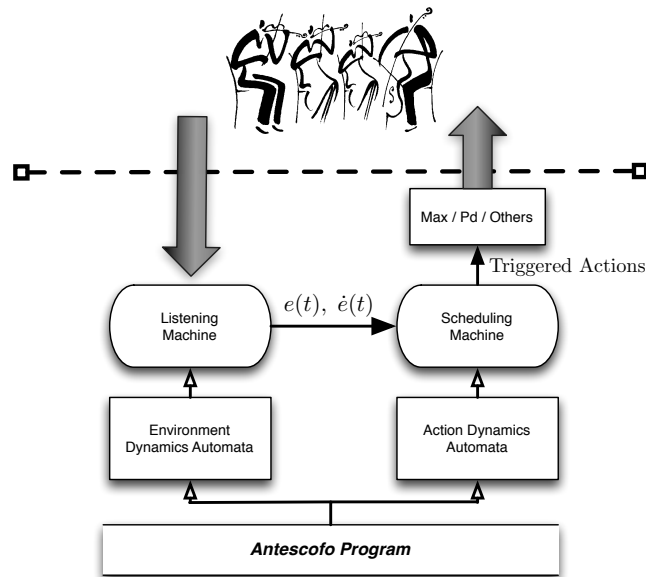 Max / Pd / Others
Triggered Actions
Listening
Machine
e(t), ė(t)
Scheduling
Machine
Environment
Dynamics Automata
Action Dynamics
Automata
Antescofo Program